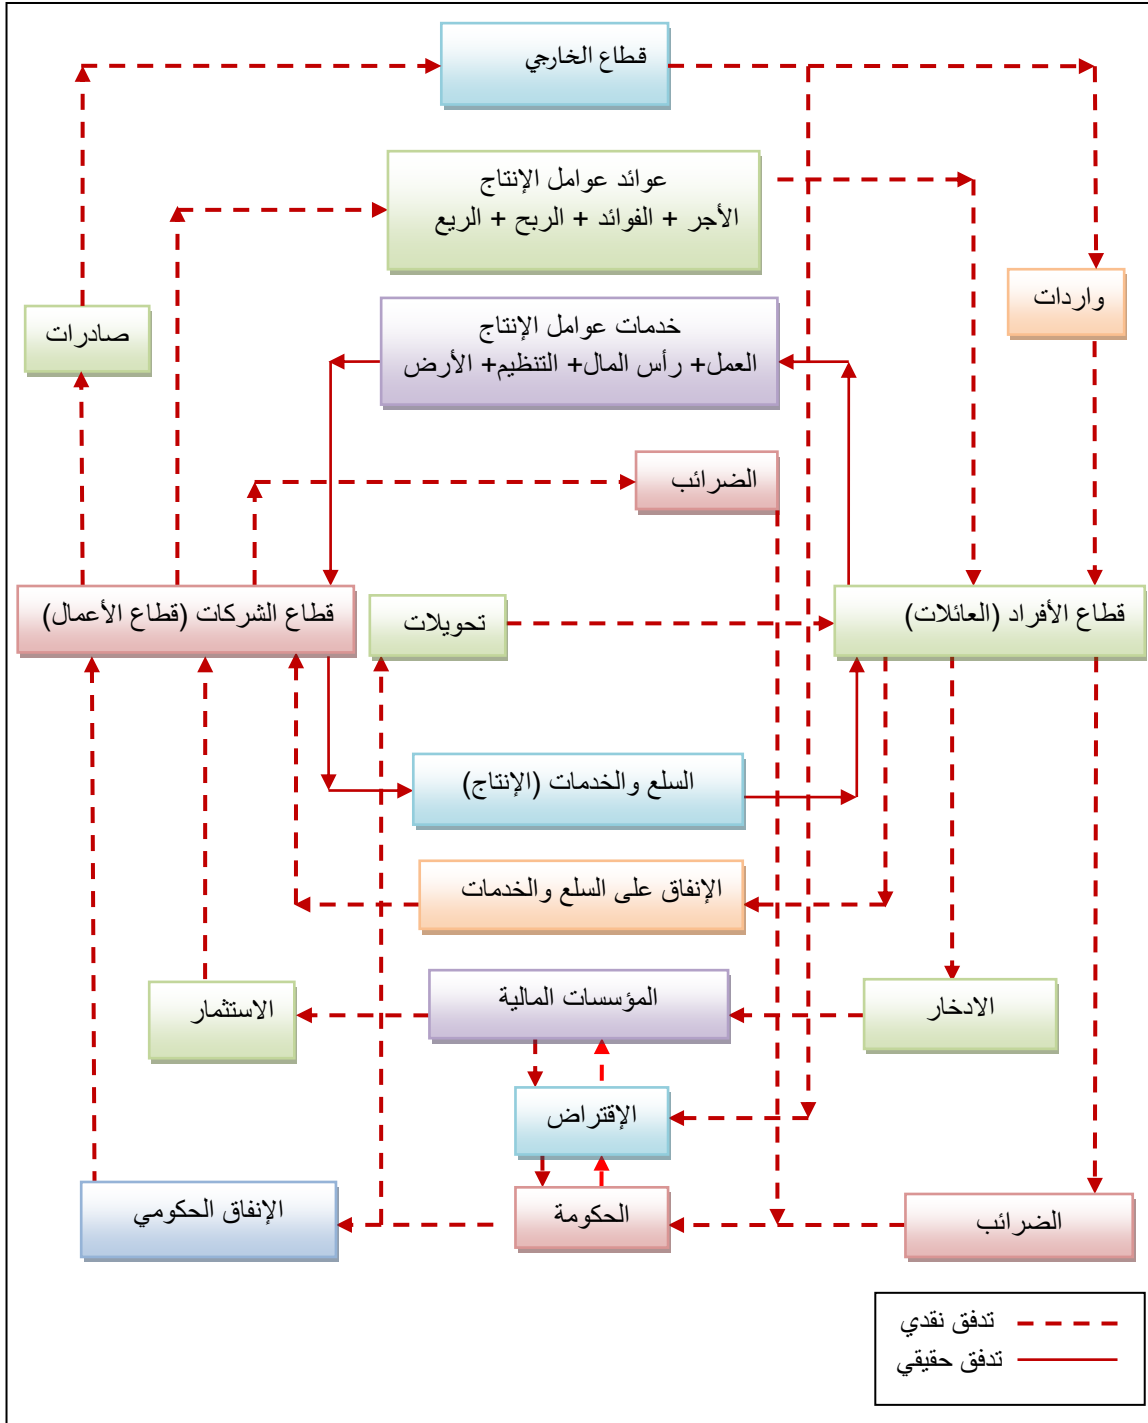 قطاع الخارجي
عوائد عوامل الإنتاج
الأجر + الفوائد + الربح + الريع
واردات
صادرات
خدمات عوامل الإنتاج
العمل+ رأس المال+ التنظيم+ الأرض
الضرائب
قطاع الأفراد (العائلات)
تحويلات
قطاع الشركات (قطاع الأعمال)
السلع والخدمات (الإنتاج)
الإنفاق على السلع والخدمات
الادخار
المؤسسات المالية
الاستثمار
الإقتراض
الضرائب
الحكومة
الإنفاق الحكومي
تدفق نقدي
تدفق حقيقي